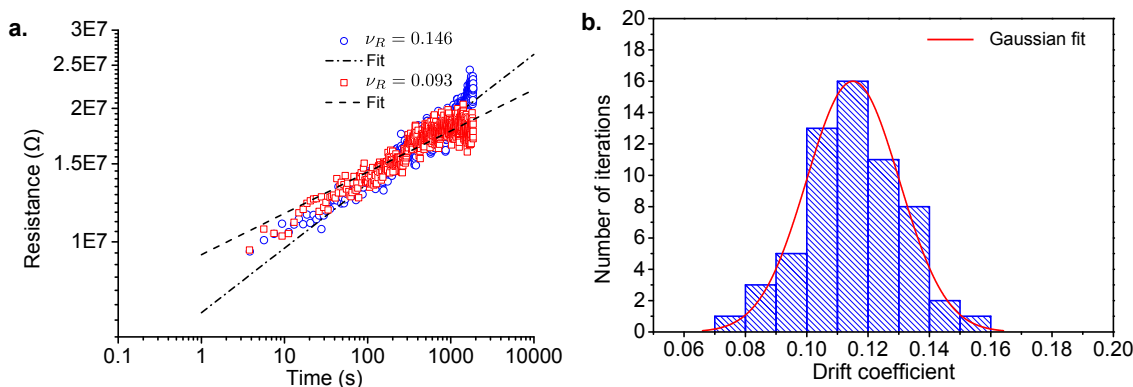 a.
3E7
2.5E7
2E7
1.5E7
1E7
Resistance (Ω)
ν_R = 0.146
Fit
ν_R = 0.093
Fit
0.1
1
10
100
1000
10000
Time (s)
b.
20
18
16
14
12
10
8
6
4
2
0
Number of iterations
Gaussian fit
0.06
0.08
0.10
0.12
0.14
0.16
0.18
0.20
Drift coefficient